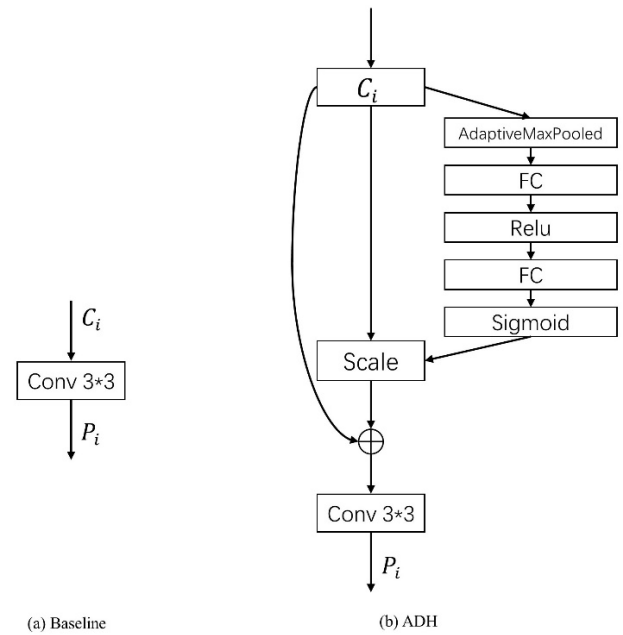 C_i
AdaptiveMaxPooled
FC
Relu
FC
Sigmoid
Scale
C_i
Conv 3*3
P_i
Conv 3*3
P_i
(a) Baseline
(b) ADH